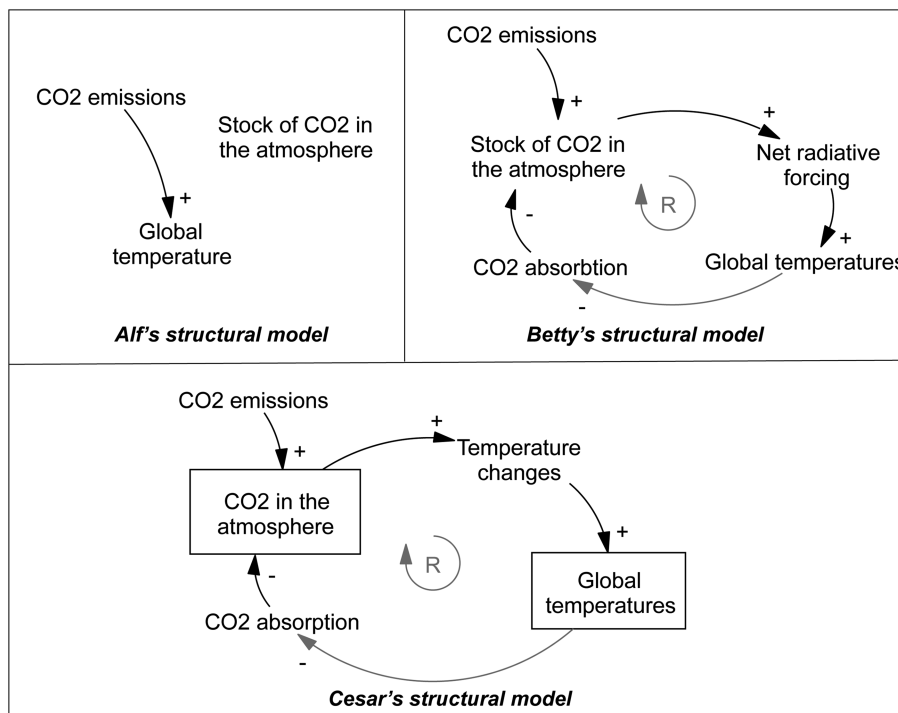 CO2 emissions
Stock of CO2 in
the atmosphere
+
Global
temperature
Alf's structural model
CO2 emissions
+
Stock of CO2 in
the atmosphere
+
Net radiative
forcing
R
-
+
CO2 absorbtion
Global temperatures
-
Betty's structural model
CO2 emissions
+
+
Temperature
changes
CO2 in the
atmosphere
+
R
-
Global
temperatures
CO2 absorption
-
Cesar's structural model